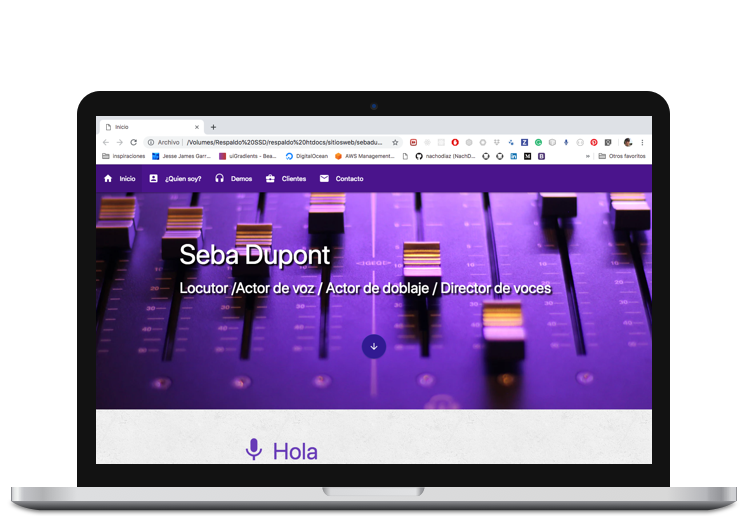 Inicio
Archivo | /Volumes/Respaldo%20SSD/respaldo%20htdocs/sitiosweb/sebadu...
inspiraciones Jesse James Garr... uiGradients - Bea... DigitalOcean AWS Management... nachodiaz (NachD... » Otros favoritos
Inicio ¿Quien soy? Demos Clientes Contacto
Seba Dupont
Locutor /Actor de voz / Actor de doblaje / Director de voces
Hola